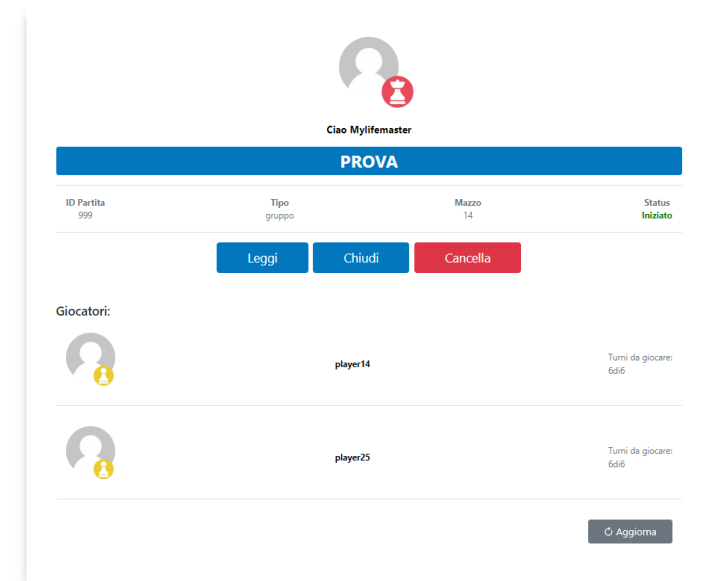 Ciao Mylifemaster
PROVA
ID Partita Tipo Mazzo Status
999 gruppo 14 Iniziato
Leggi Chiudi Cancella
Giocatori:
player14
Turni da giocare:
6di6
player25
Turni da giocare:
6di6
Aggiorna